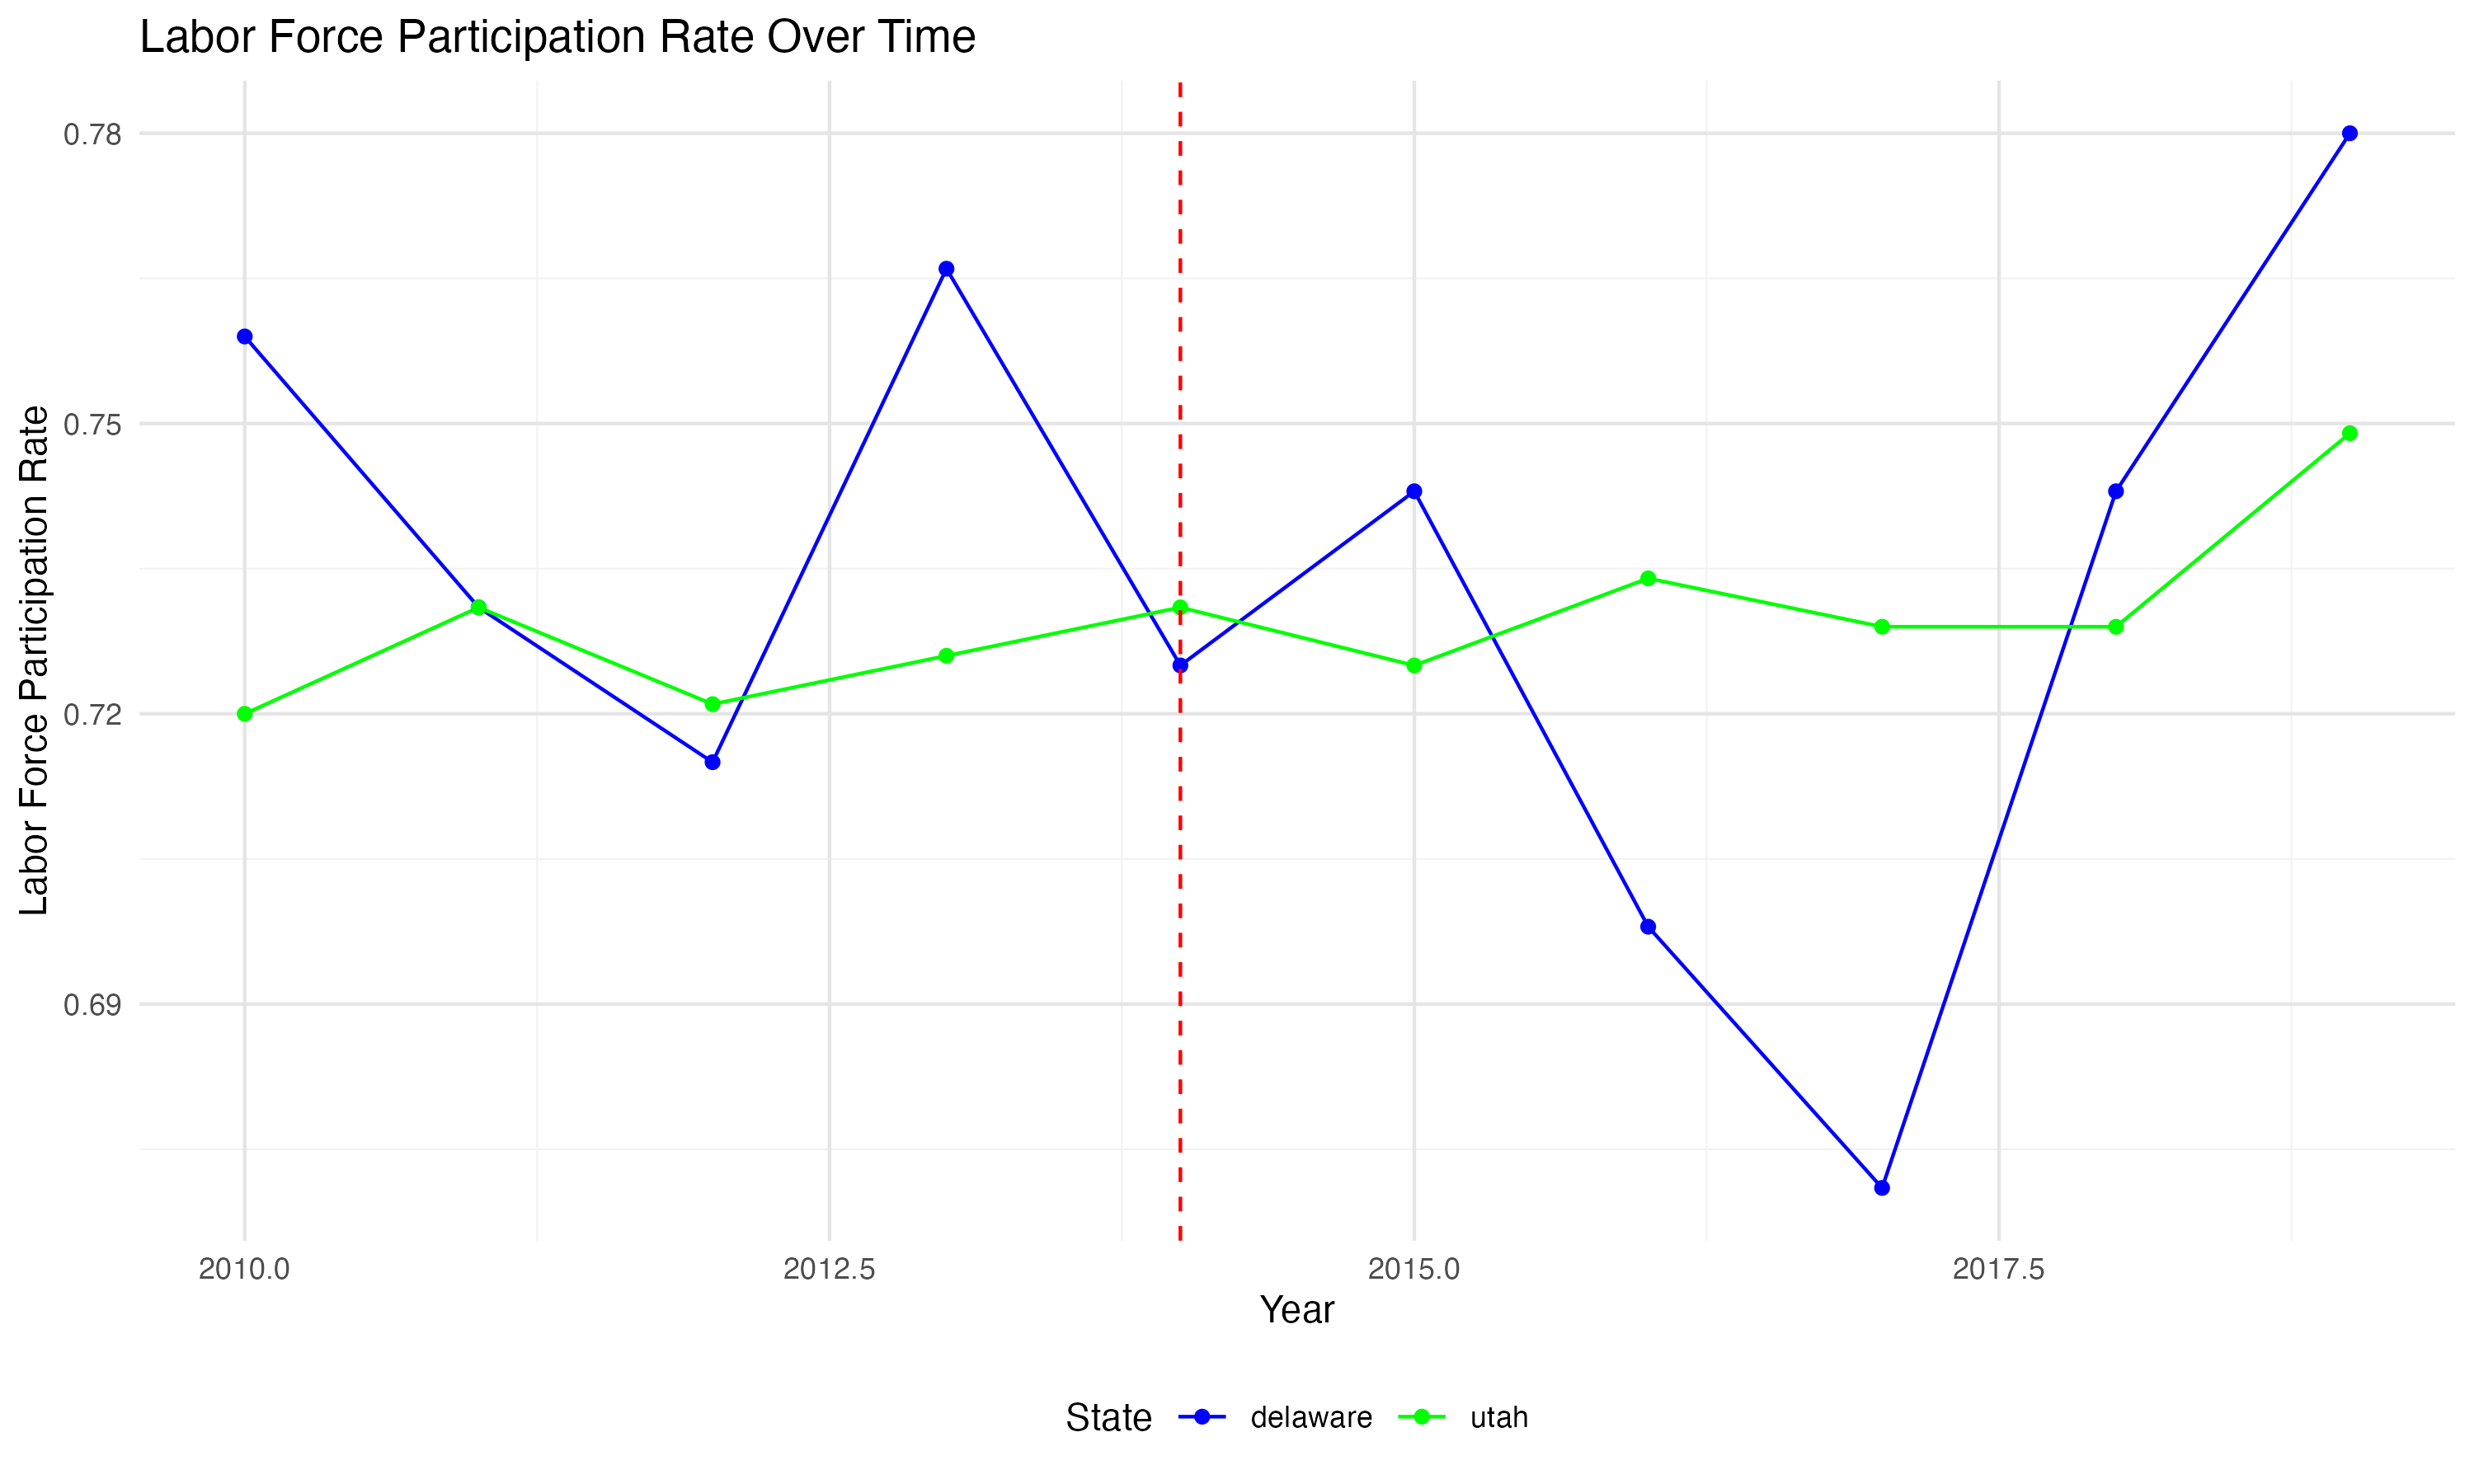 Labor Force Participation Rate Over Time
Labor Force Participation Rate
0.78
0.75
0.72
0.69
2010.0 2012.5 2015.0 2017.5
Year
State delaware utah